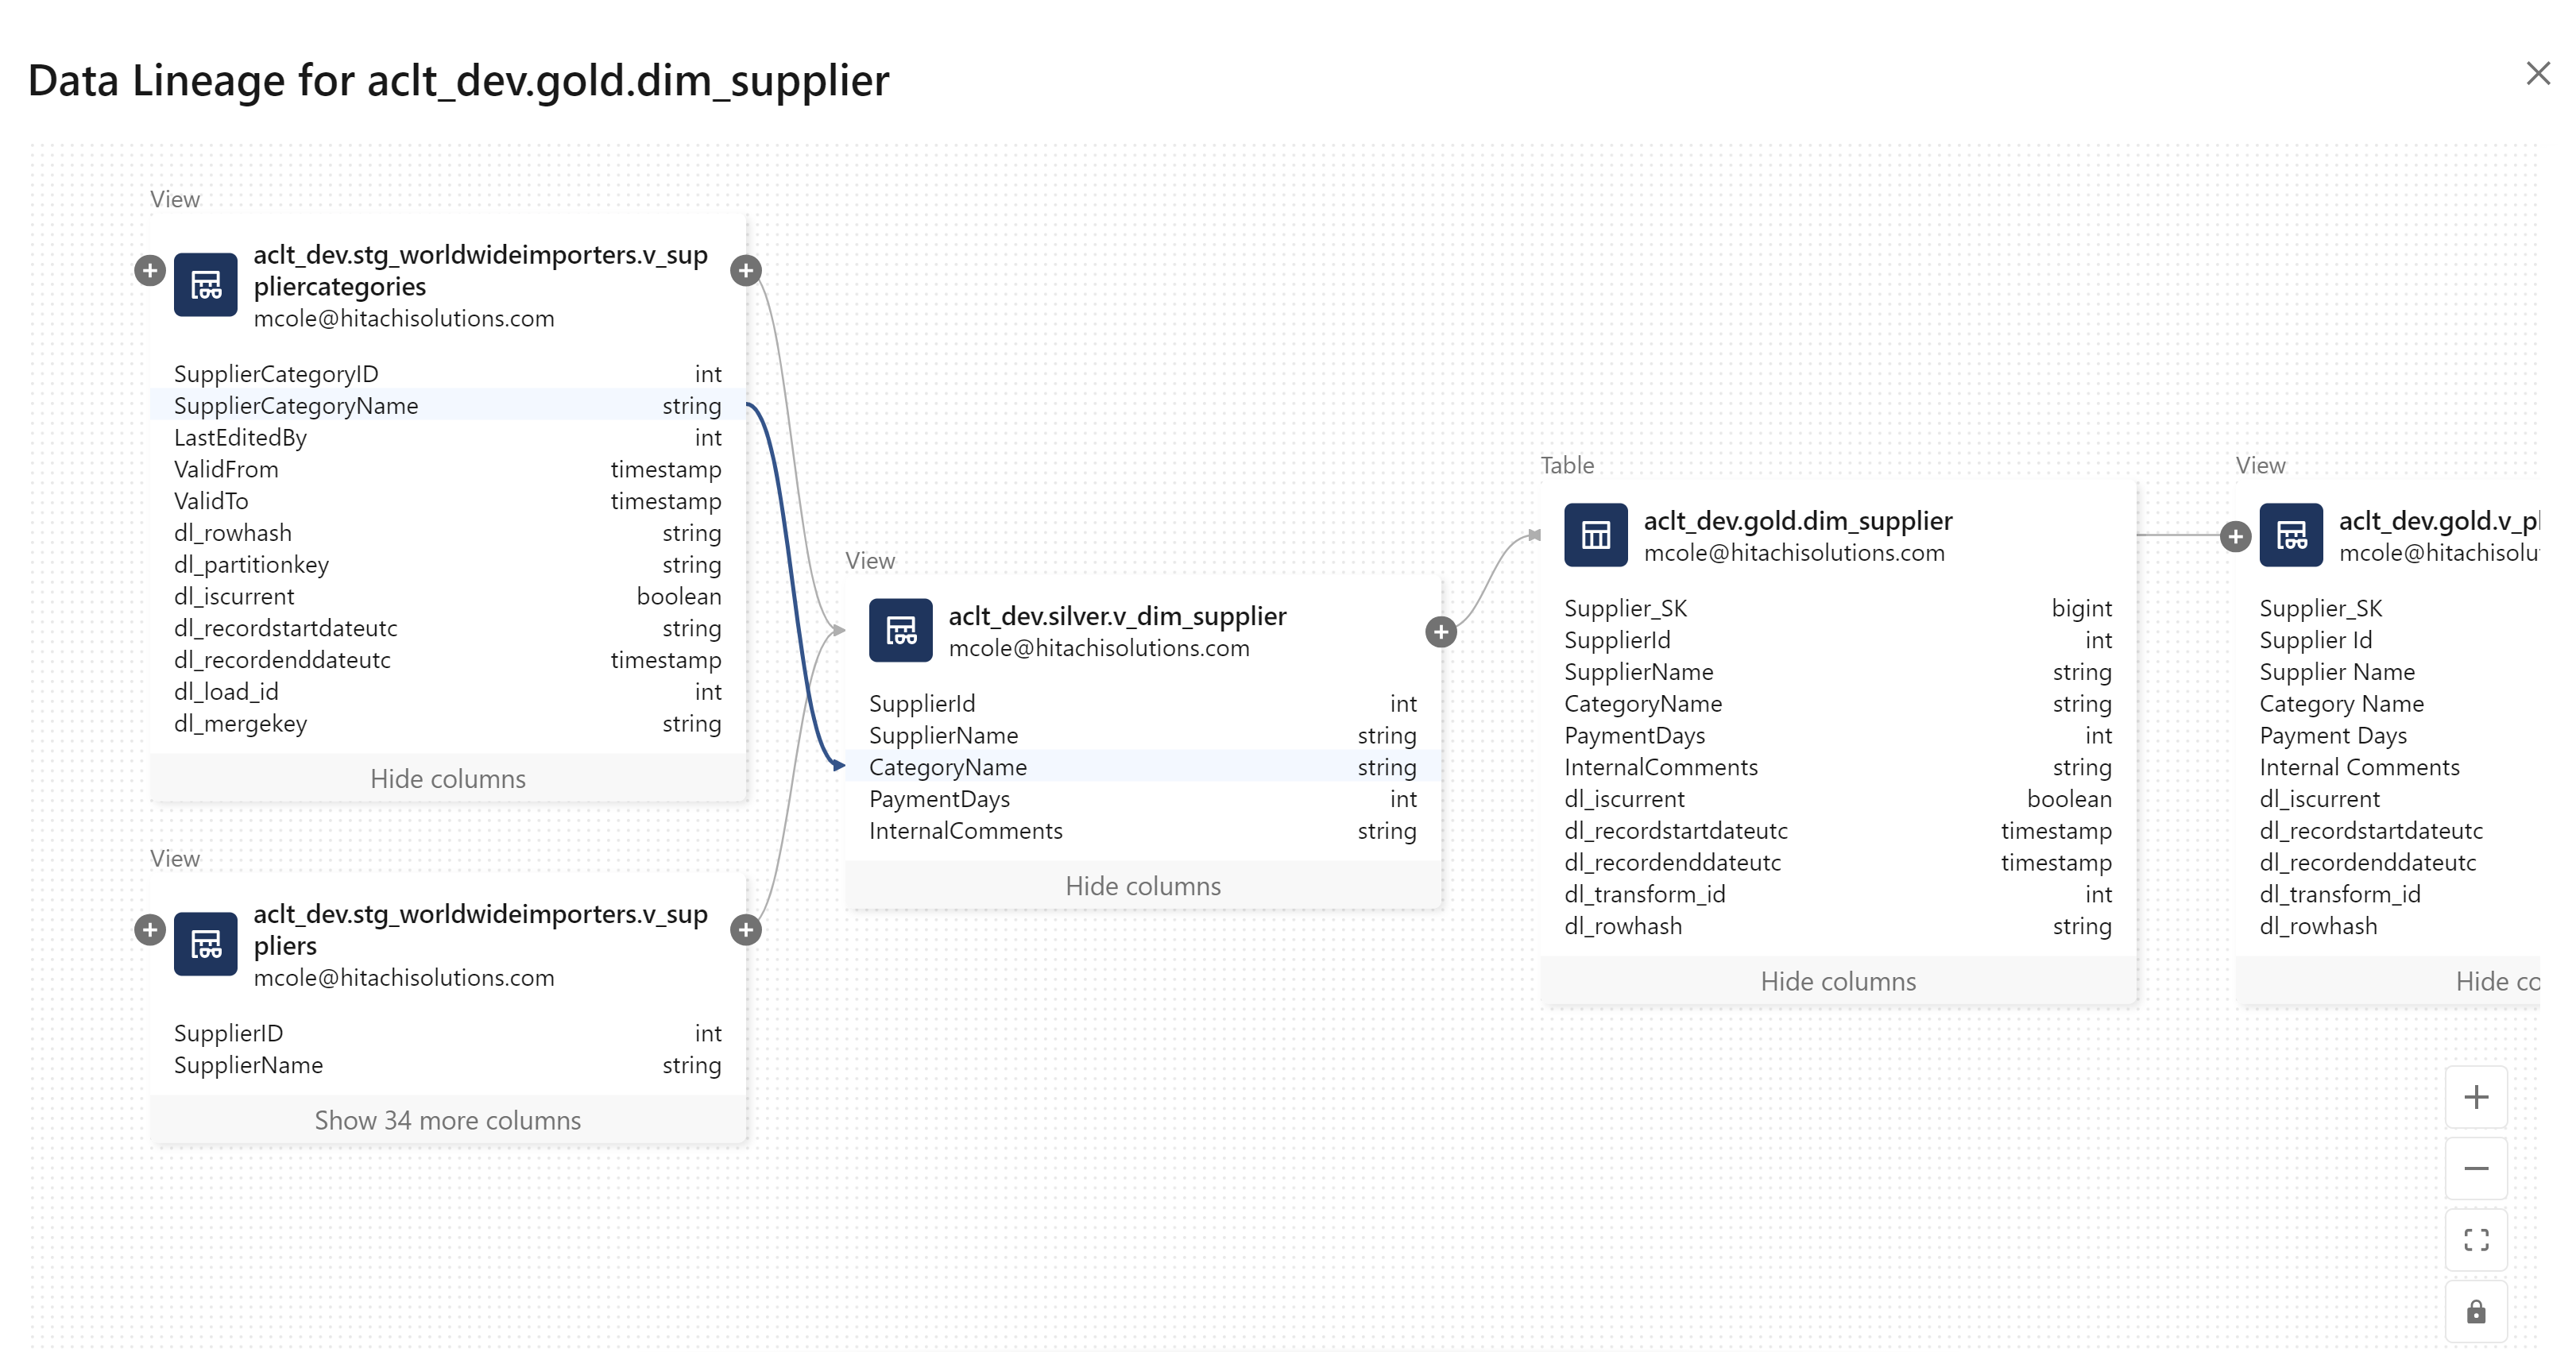 Data Lineage for aclt_dev.gold.dim_supplier
View
aclt_dev.stg_worldwideimporters.v_sup
pliercategories
mcole@hitachisolutions.com
SupplierCategoryID int
SupplierCategoryName string
LastEditedBy int
ValidFrom timestamp
ValidTo timestamp
dl_rowhash string
dl_partitionkey string
dl_iscurrent boolean
dl_recordstartdateutc string
dl_recordenddateutc timestamp
dl_load_id int
dl_mergekey string
Hide columns
View
aclt_dev.stg_worldwideimporters.v_sup
pliers
mcole@hitachisolutions.com
SupplierID int
SupplierName string
Show 34 more columns
View
aclt_dev.silver.v_dim_supplier
mcole@hitachisolutions.com
SupplierId int
SupplierName string
CategoryName string
PaymentDays int
InternalComments string
Hide columns
Table
aclt_dev.gold.dim_supplier
mcole@hitachisolutions.com
Supplier_SK bigint
SupplierId int
SupplierName string
CategoryName string
PaymentDays int
InternalComments string
dl_iscurrent boolean
dl_recordstartdateutc timestamp
dl_recordenddateutc timestamp
dl_transform_id int
dl_rowhash string
Hide columns
View
aclt_dev.gold.v_pl
mcole@hitachisolu
Supplier_SK
Supplier Id
Supplier Name
Category Name
Payment Days
Internal Comments
dl_iscurrent
dl_recordstartdateutc
dl_recordenddateutc
dl_transform_id
dl_rowhash
Hide co